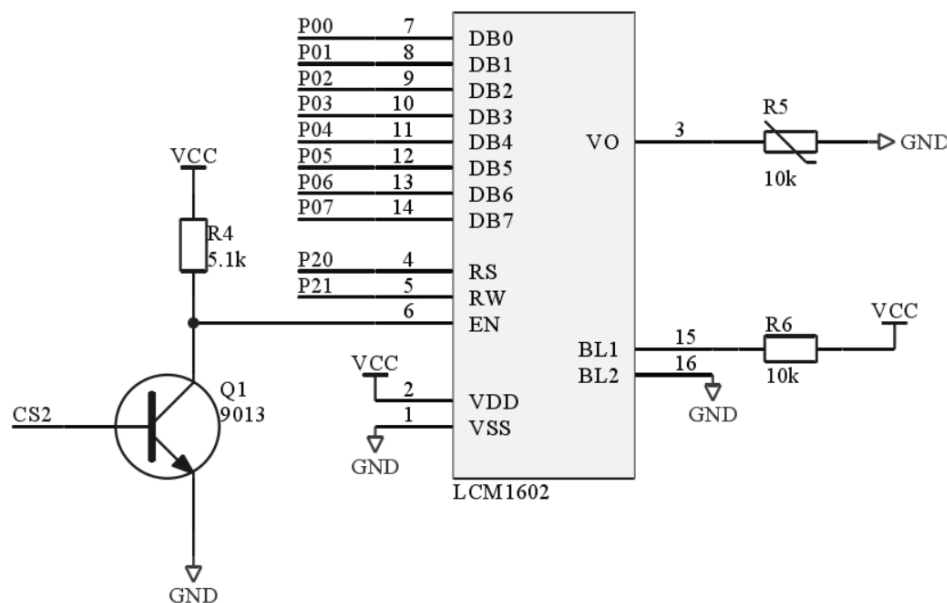 P00 7 DB0
P01 8 DB1
P02 9 DB2
P03 10 DB3
P04 11 DB4
P05 12 DB5
P06 13 DB6
P07 14 DB7
P20 4 RS
P21 5 RW
6 EN
VCC
2 VDD
1 VSS
GND
LCM1602
VO 3
R5
10k
GND
BL1 15
R6
10k
VCC
BL2 16
GND
VCC
R4
5.1k
Q1
9013
CS2
GND